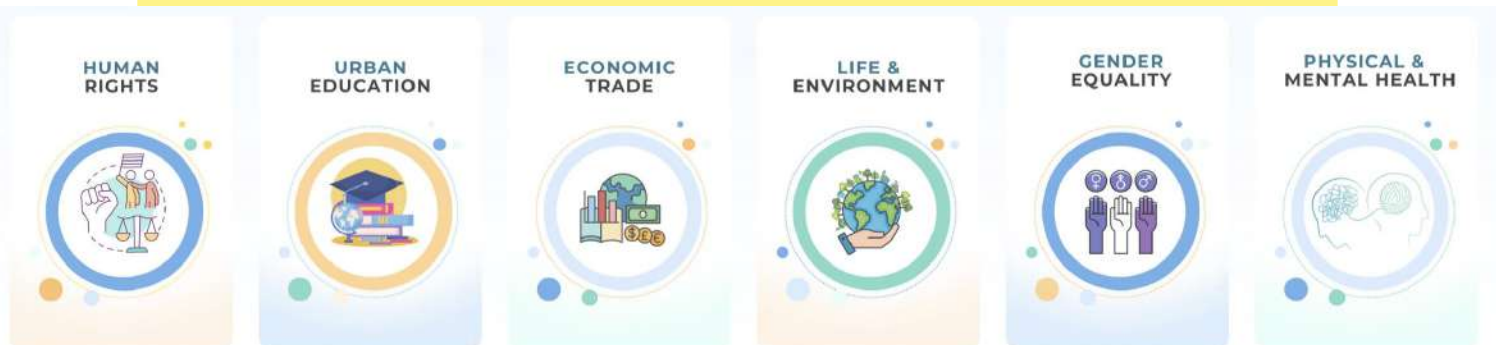 HUMAN
RIGHTS
URBAN
EDUCATION
ECONOMIC
TRADE
LIFE &
ENVIRONMENT
GENDER
EQUALITY
PHYSICAL &
MENTAL HEALTH